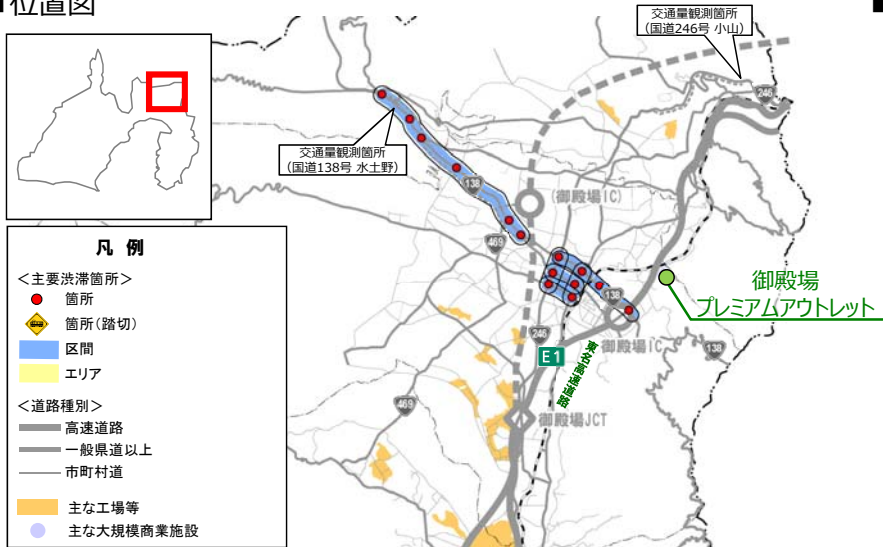 位置図
交通量観測箇所
(国道246号 小山)
246
交通量観測箇所
(国道138号 水土野)
138
(御殿場IC)
469
凡 例
<主要渋滞箇所>
箇所
箇所(踏切)
区間
エリア
<道路種別>
高速道路
一般県道以上
市町村道
主な工場等
主な大規模商業施設
138
御殿場
プレミアムアウトレット
246
御殿場IC
E1
東名高速道路
138
469
御殿場JCT